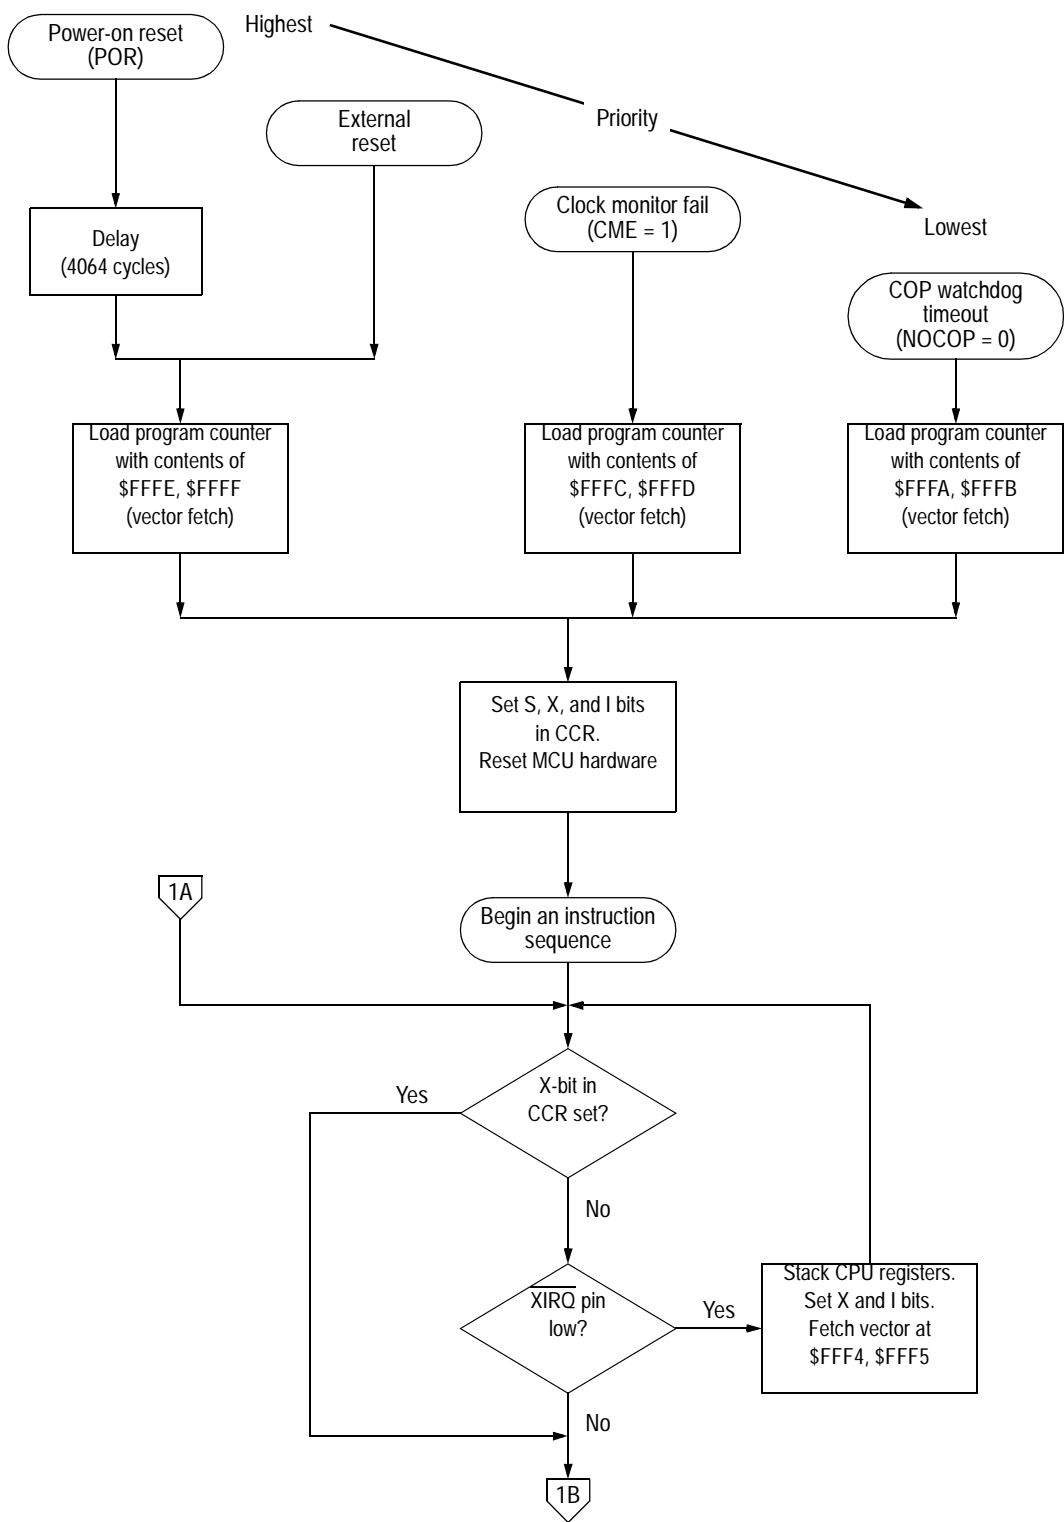 Power-on reset
(POR)
Highest
External
reset
Priority
Clock monitor fail
(CME = 1)
Lowest
Delay
(4064 cycles)
COP watchdog
timeout
(NOCOP = 0)
Load program counter
with contents of
$FFFE, $FFFF
(vector fetch)
Load program counter
with contents of
$FFFC, $FFFD
(vector fetch)
Load program counter
with contents of
$FFFA, $FFFB
(vector fetch)
Set S, X, and I bits
in CCR.
Reset MCU hardware
1A
Begin an instruction
sequence
X-bit in
CCR set?
Yes
No
XIRQ pin
low?
Yes
Stack CPU registers.
Set X and I bits.
Fetch vector at
$FFF4, $FFF5
No
1B